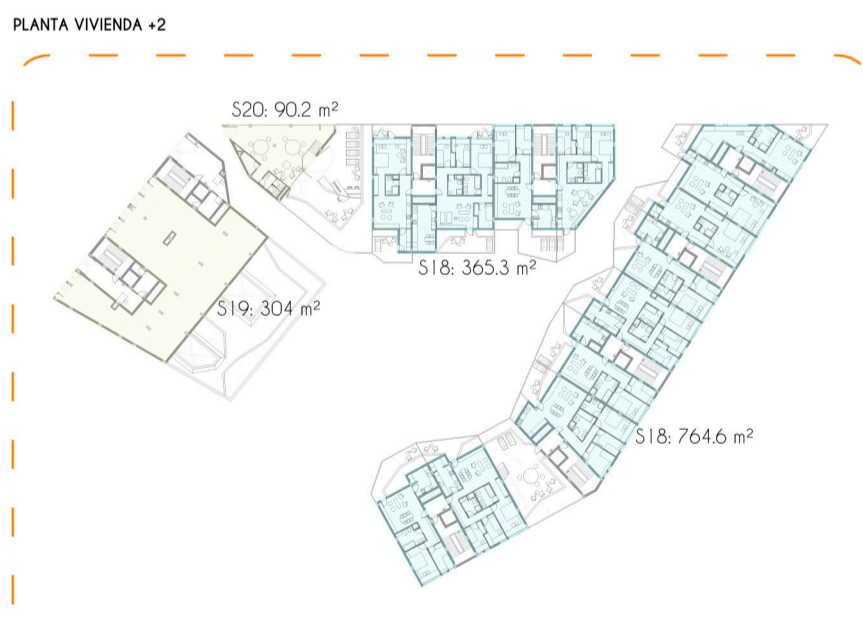 PLANTA VIVIENDA +2
S20: 90.2 m²
S18: 365.3 m²
S19: 304 m²
S18: 764.6 m²